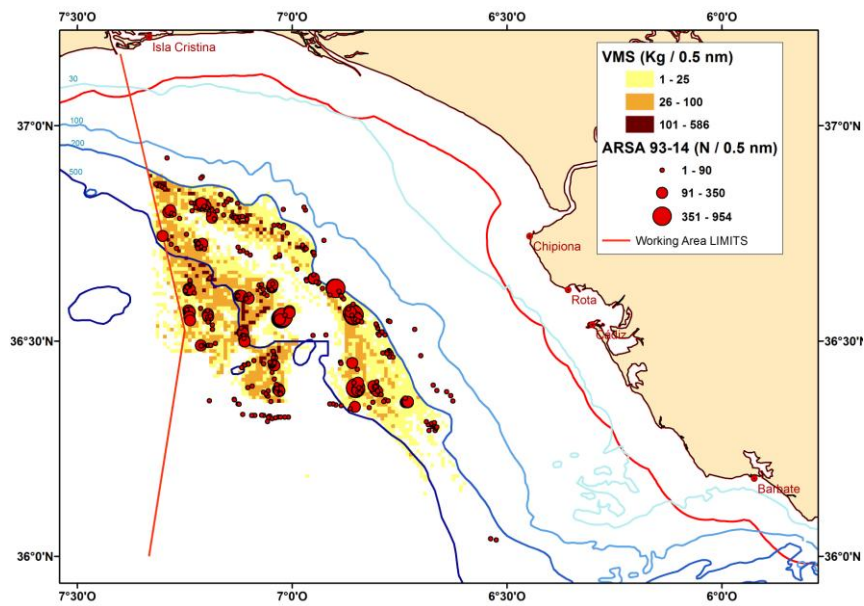 7°30'O 7°0'O 6°30'O 6°0'O
Isla Cristina
VMS (Kg / 0.5 nm)
1 - 25
26 - 100
101 - 586
ARSA 93-14 (N / 0.5 nm)
1 - 90
91 - 350
351 - 954
Working Area LIMITS
30
37°0'N 37°0'N
100
200
500
Chipiona
Rota
Cádiz
36°30'N 36°30'N
Barbate
36°0'N 36°0'N
7°30'O 7°0'O 6°30'O 6°0'O